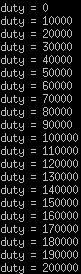 duty = 0
duty = 10000
duty = 20000
duty = 30000
duty = 40000
duty = 50000
duty = 60000
duty = 70000
duty = 80000
duty = 90000
duty = 100000
duty = 110000
duty = 120000
duty = 130000
duty = 140000
duty = 150000
duty = 160000
duty = 170000
duty = 180000
duty = 190000
duty = 200000